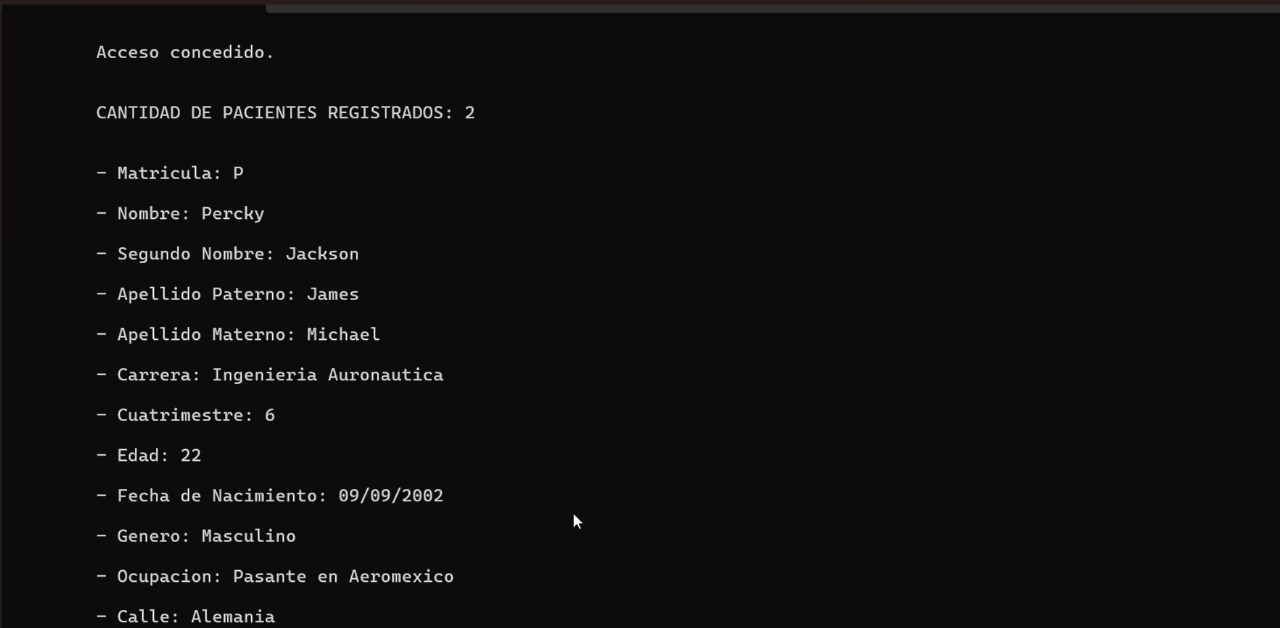 Acceso concedido.
CANTIDAD DE PACIENTES REGISTRADOS: 2
- Matricula: P
- Nombre: Percky
- Segundo Nombre: Jackson
- Apellido Paterno: James
- Apellido Materno: Michael
- Carrera: Ingenieria Auronautica
- Cuatrimestre: 6
- Edad: 22
- Fecha de Nacimiento: 09/09/2002
- Genero: Masculino
- Ocupacion: Pasante en Aeromexico
- Calle: Alemania